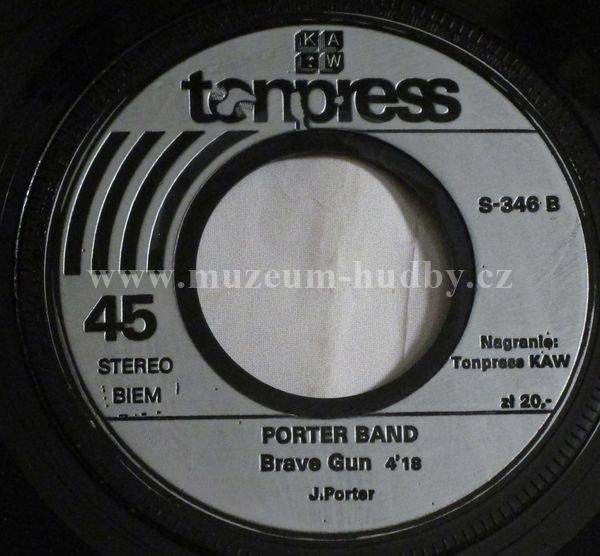 KA
W
tonpress
S-346 B
www.muzeum-hudby.cz
45
STEREO
BIEM
Nagranie:
Tonpress KAW
zł 20,-
PORTER BAND
Brave Gun 4'18
J.Porter